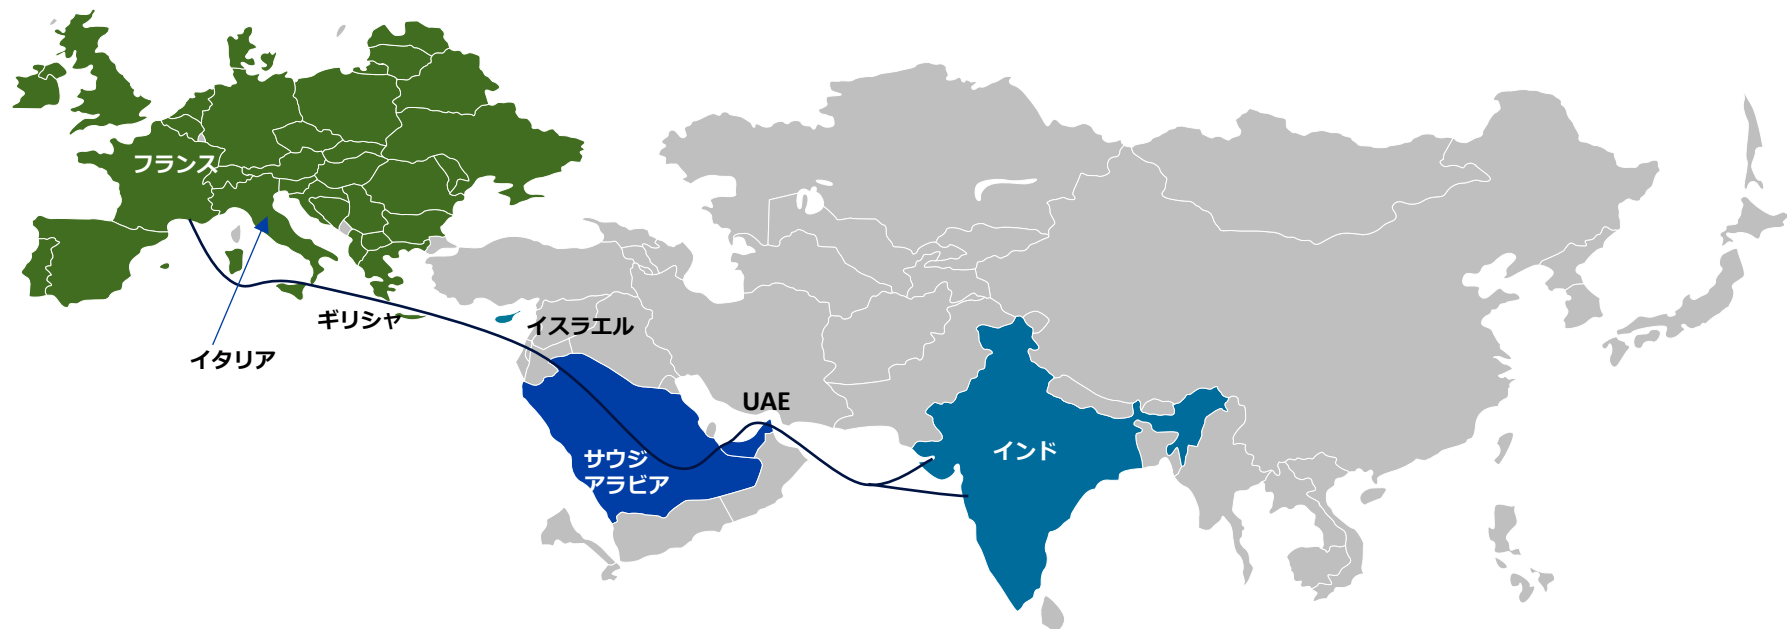 フランス
ギリシャ
イスラエル
イタリア
UAE
サウジ
アラビア
インド